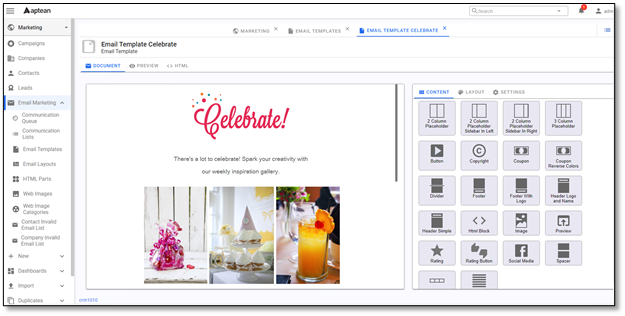 aptean
Search
1
adm
Marketing
Campaigns
Companies
Contacts
Leads
Email Marketing
Communication
Queue
Communication
Lists
Email Templates
Email Layouts
HTML Parts
Web Images
Web Image
Categories
Contact Invalid
Email List
Company Invalid
Email List
New
Dashboards
Import
Duplicates
MARKETING
EMAIL TEMPLATES
EMAIL TEMPLATE CELEBRATE
Email Template Celebrate
Email Template
DOCUMENT
PREVIEW
HTML
Celebrate!
There's a lot to celebrate! Spark your creativity with
our weekly inspiration gallery.
crm1010
CONTENT
LAYOUT
SETTINGS
2 Column
Placeholder
2 Column
Placeholder
Sidebar In Left
2 Column
Placeholder
Sidebar In Right
3 Column
Placeholder
Button
Copyright
Coupon
Coupon
Reverse Colors
Divider
Footer
Footer With
Logo
Header Logo
and Name
Header Simple
Html Block
Image
Preview
Rating
Rating Button
Social Media
Spacer